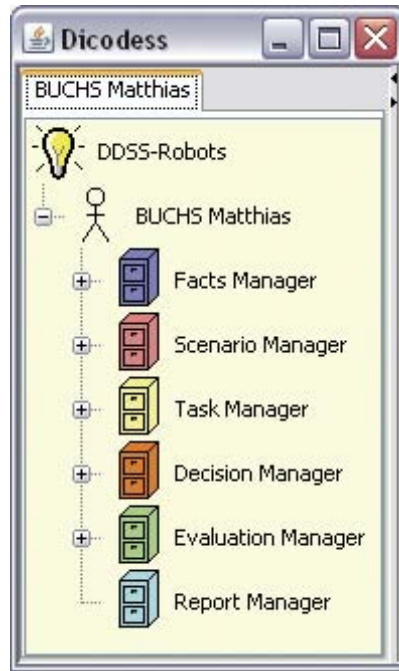 Dicodess
BUCHS Matthias
DDSS-Robots
BUCHS Matthias
Facts Manager
Scenario Manager
Task Manager
Decision Manager
Evaluation Manager
Report Manager